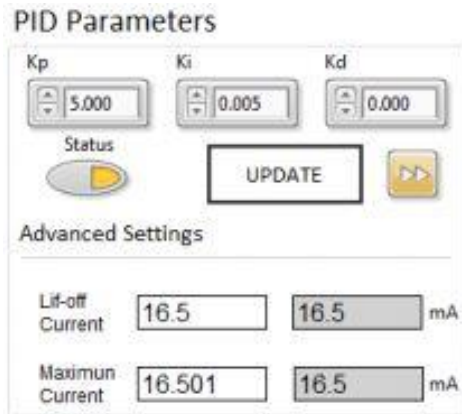 PID Parameters
Kp Ki Kd
5.000 0.005 0.000
Status
UPDATE
Advanced Settings
Lif-off
Current 16.5 16.5 mA
Maximun
Current 16.501 16.5 mA